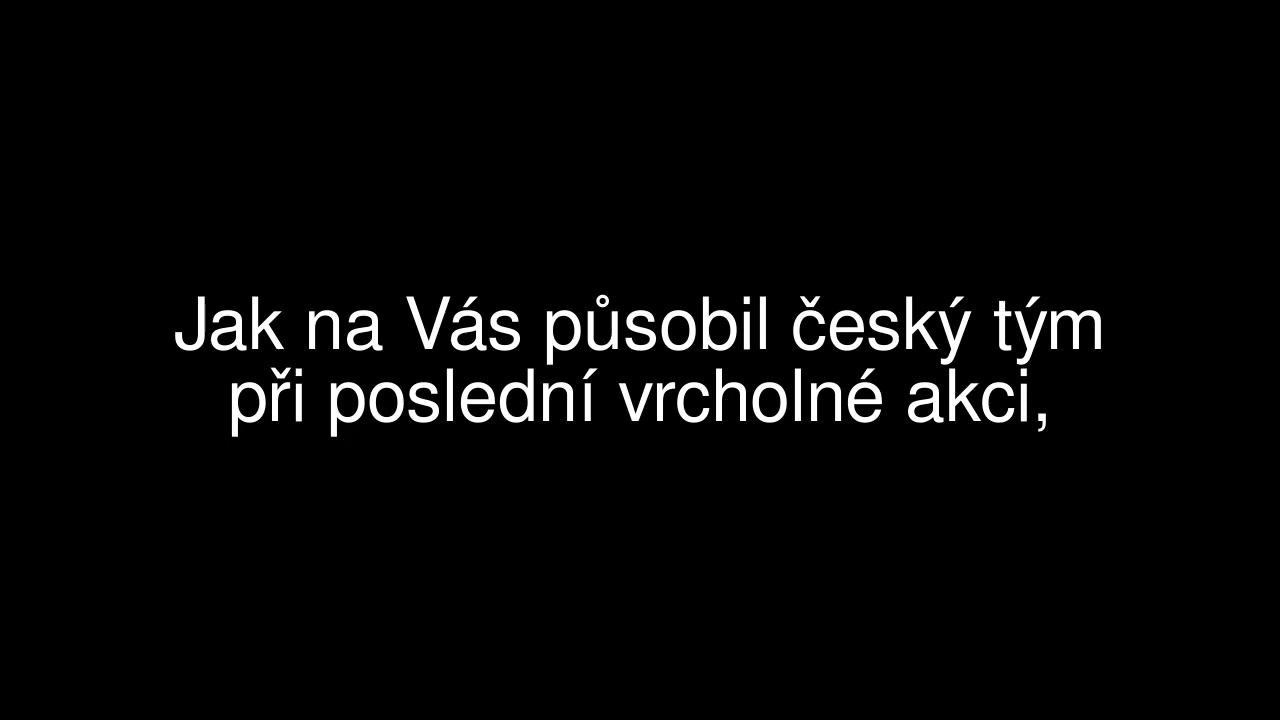 Jak na Vás působil český tým
při poslední vrcholné akci,